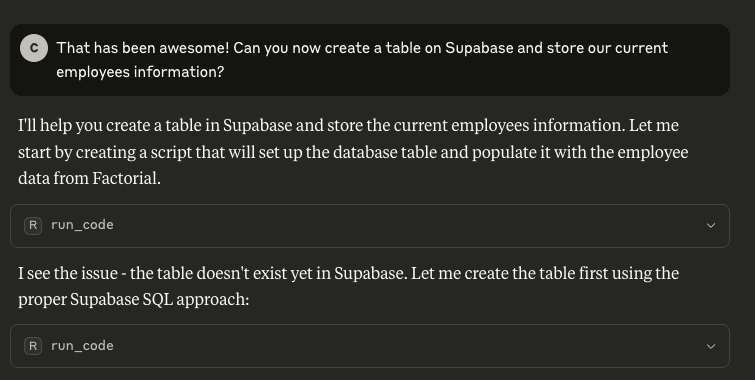 C
That has been awesome! Can you now create a table on Supabase and store our current
employees information?
I'll help you create a table in Supabase and store the current employees information. Let me
start by creating a script that will set up the database table and populate it with the employee
data from Factorial.
R run_code
I see the issue - the table doesn't exist yet in Supabase. Let me create the table first using the
proper Supabase SQL approach:
R run_code